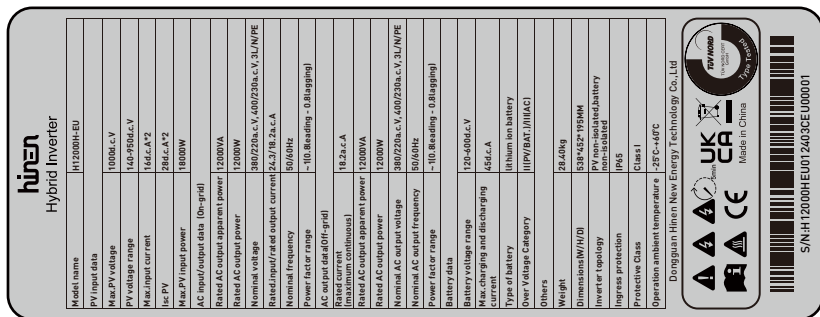 hinen
Hybrid Inverter
Model name H12000H-EU
PV input data
Max.PV voltage 1000d.c.V
PV voltage range 140-950d.c.V
Max.input current 16d.c.A*2
Isc PV 28d.c.A*2
Max.PV input power 18000W
AC input/output data (On-grid)
Rated AC output apparent power 12000VA
Rated AC output power 12000W
Nominal voltage 380/220a.c.V, 400/230a.c.V, 3L/N/PE
Rated.input/rated output current 24.3/18.2a.c.A
Nominal frequency 50/60Hz
Power factor range ~1(0.8leading - 0.8lagging)
AC output data(Off-grid)
Rated current
(maximum continuous) 18.2a.c.A
Rated AC output apparent power 12000VA
Rated AC output power 12000W
Nominal AC output voltage 380/220a.c.V, 400/230a.c.V, 3L/N/PE
Nominal AC output frequency 50/60Hz
Power factor range ~1(0.8leading - 0.8lagging)
Battery data
Battery voltage range 120-600d.c.V
Max.charging and discharging
current 45d.c.A
Type of battery lithium ion battery
Over Voltage Category II(PV/BAT.)/III(AC)
Others
Weight 28.40kg
Dimensions(W/H/D) 538*452*195MM
Inverter topology PV non-isolated,battery
non-isolated
Ingress protection IP65
Protective Class Class I
Operation ambient temperature -25℃~+60℃
Dongguan Hinen New Energy Technology Co.,Ltd
5min
UK
CA
CE
Made in China
TÜV NORD
TÜV NORD CERT
GmbH
Type Tested
S/N:H12000HEU012403CEU00001